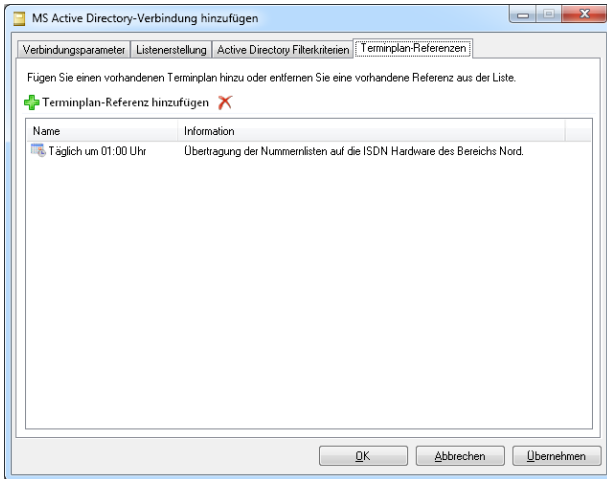 MS Active Directory-Verbindung hinzufügen
Verbindungsparameter Listenerstellung Active Directory Filterkriterien Terminplan-Referenzen
Fügen Sie einen vorhandenen Terminplan hinzu oder entfernen Sie eine vorhandene Referenz aus der Liste.
Terminplan-Referenz hinzufügen
Name Information
Täglich um 01:00 Uhr Übertragung der Nummernlisten auf die ISDN Hardware des Bereichs Nord.
OK Abbrechen Übernehmen